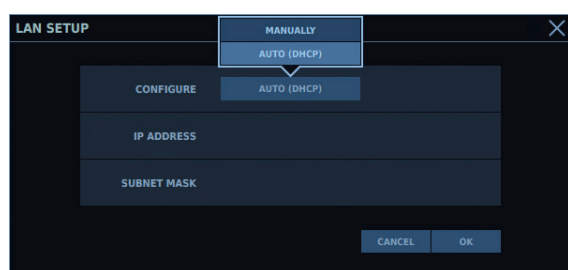 LAN SETUP
MANUALLY
AUTO (DHCP)
CONFIGURE AUTO (DHCP)
IP ADDRESS
SUBNET MASK
CANCEL OK